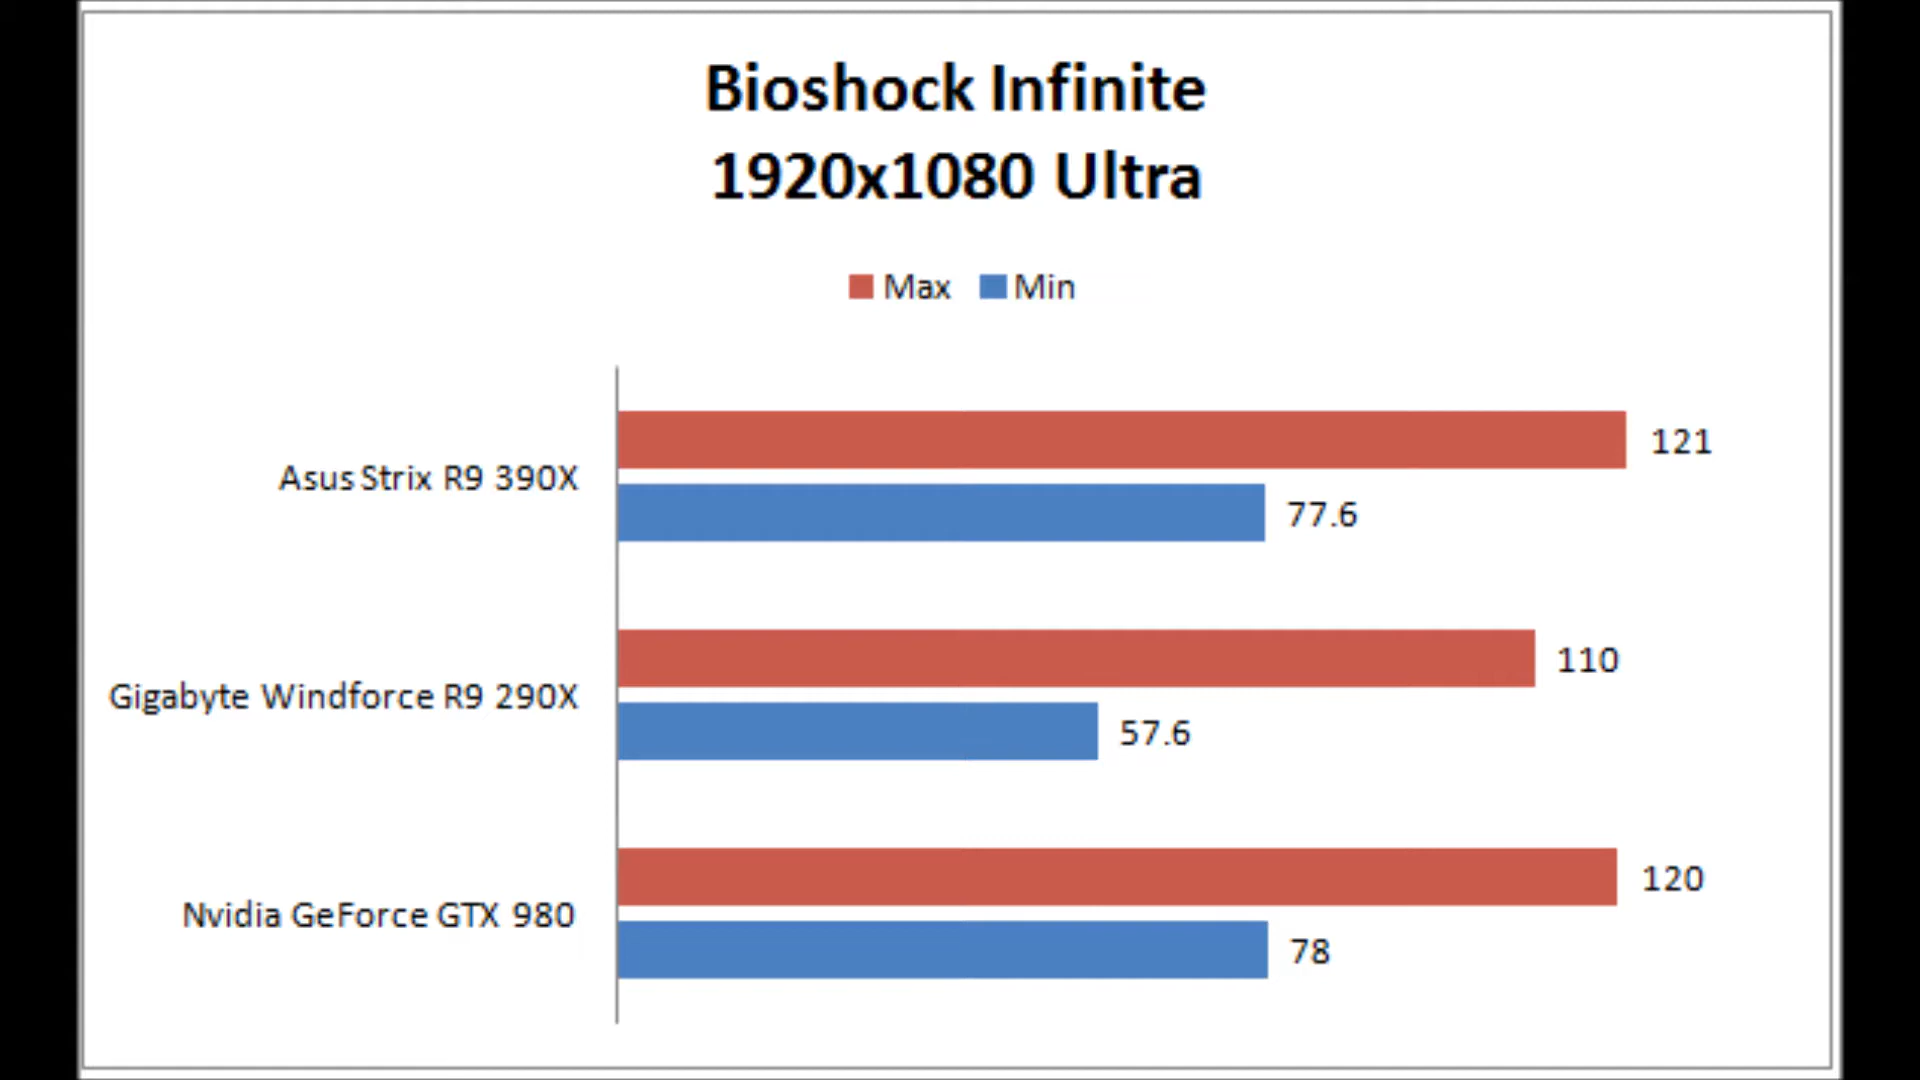 Bioshock Infinite
1920x1080 Ultra
Max Min
Asus Strix R9 390X
121
77.6
Gigabyte Windforce R9 290X
110
57.6
Nvidia GeForce GTX 980
120
78